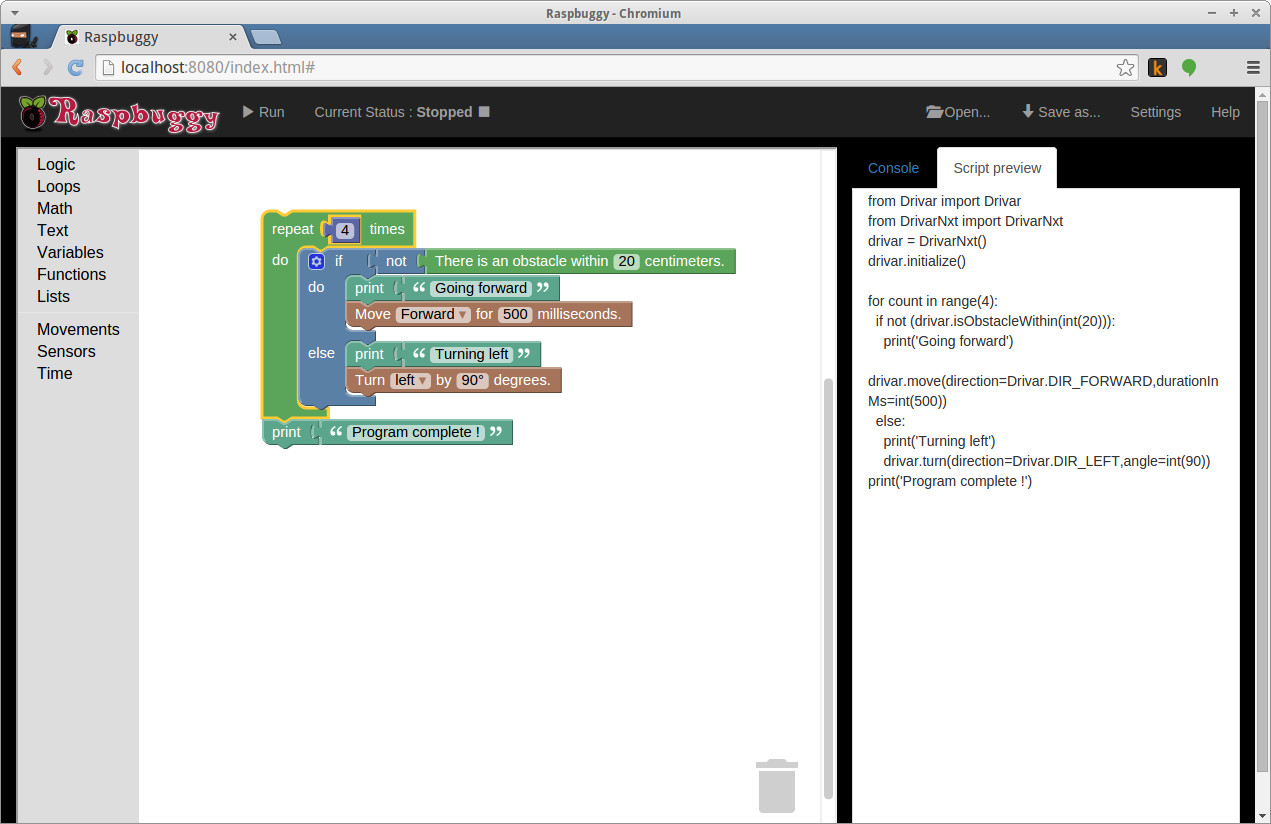 Raspbuggy - Chromium
Raspbuggy
localhost:8080/index.html#
k
Raspbuggy
Run
Current Status : Stopped
Open...
Save as...
Settings
Help
Logic
Loops
Math
Text
Variables
Functions
Lists
Movements
Sensors
Time
repeat 4 times
do if not There is an obstacle within 20 centimeters.
do print “ Going forward ”
Move Forward for 500 milliseconds.
else print “ Turning left ”
Turn left by 90° degrees.
print “ Program complete ! ”
Console
Script preview
from Drivar import Drivar
from DrivarNxt import DrivarNxt
drivar = DrivarNxt()
drivar.initialize()
for count in range(4):
if not (drivar.isObstacleWithin(int(20))):
print('Going forward')
drivar.move(direction=Drivar.DIR_FORWARD,durationIn
Ms=int(500))
else:
print('Turning left')
drivar.turn(direction=Drivar.DIR_LEFT,angle=int(90))
print('Program complete !')